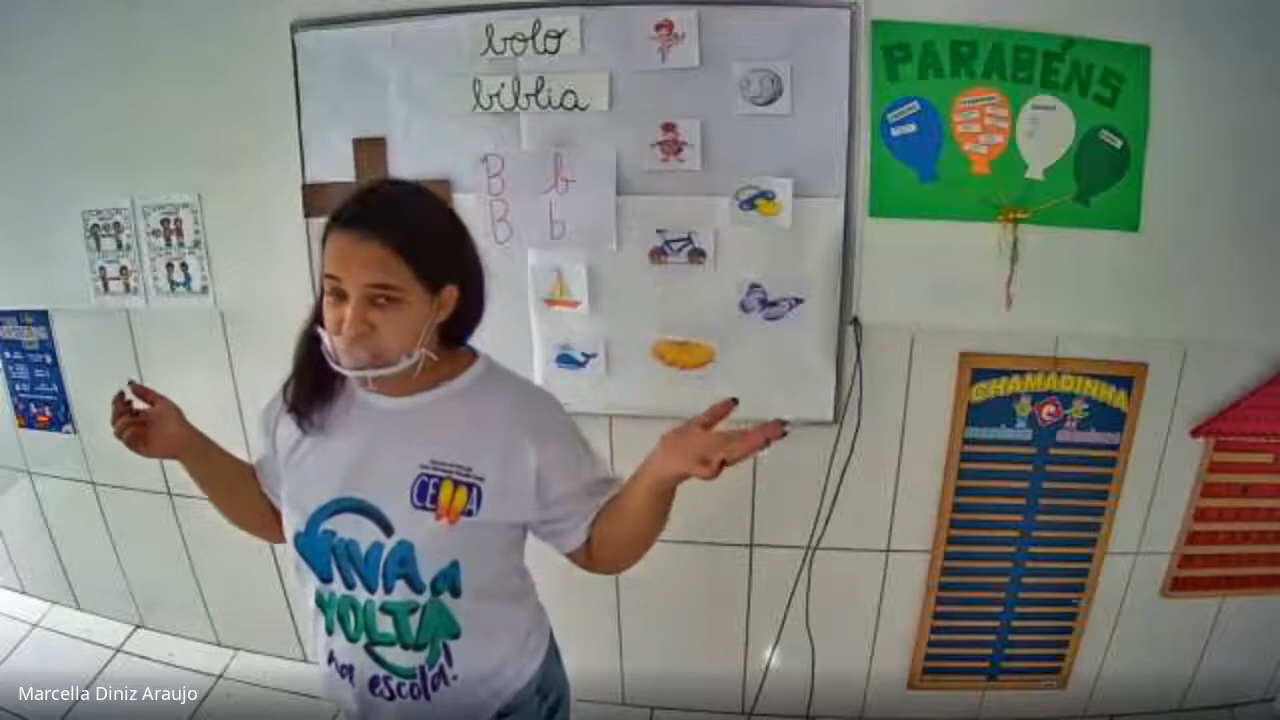 bolo
bíblia
B b
B b
PARABÉNS
CHAMADINHA
CEMA
VIVA a
VOLTA
na escola!
Marcella Diniz Araujo